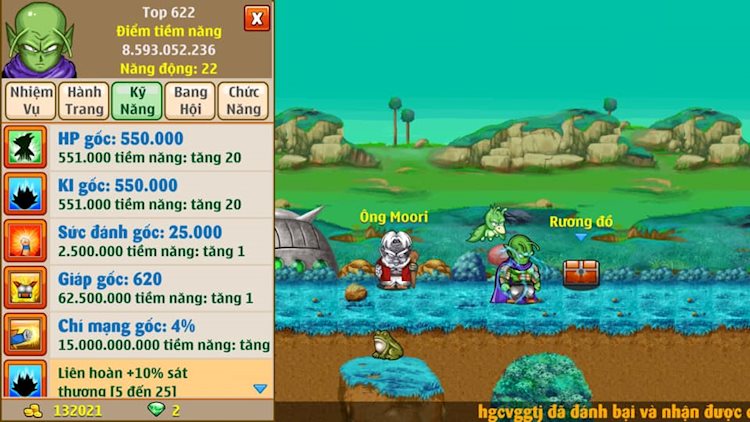 Top 622
Điểm tiềm năng
8.593.052.236
Năng động: 22
X
Nhiệm Vụ
Hành Trang
Kỹ Năng
Bang Hội
Chức Năng
HP gốc: 550.000
551.000 tiềm năng: tăng 20
KI gốc: 550.000
551.000 tiềm năng: tăng 20
Sức đánh gốc: 25.000
2.500.000 tiềm năng: tăng 1
Giáp gốc: 620
62.500.000 tiềm năng: tăng 1
Chí mạng gốc: 4%
15.000.000.000 tiềm năng: tăng
Liên hoàn +10% sát
thương [5 đến 25]
132021
2
Ông Moori
Rương đồ
hgcvggtj đã đánh bại và nhận được